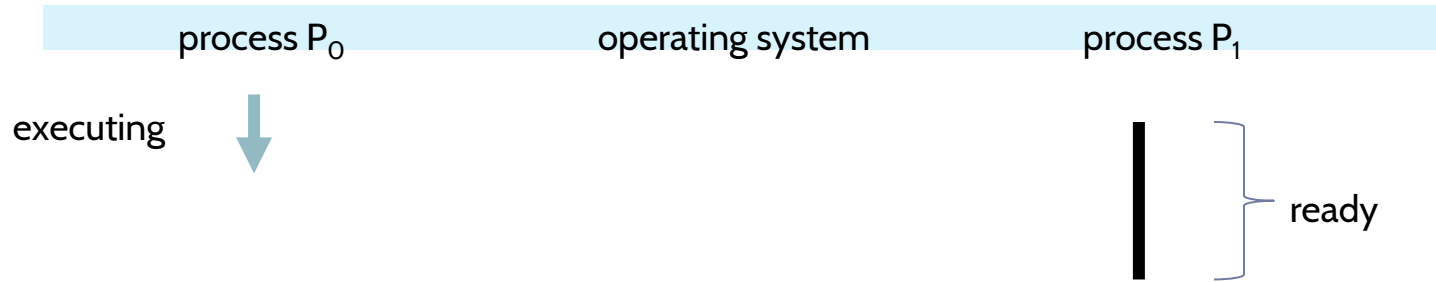 process P₀ operating system process P₁
executing
ready